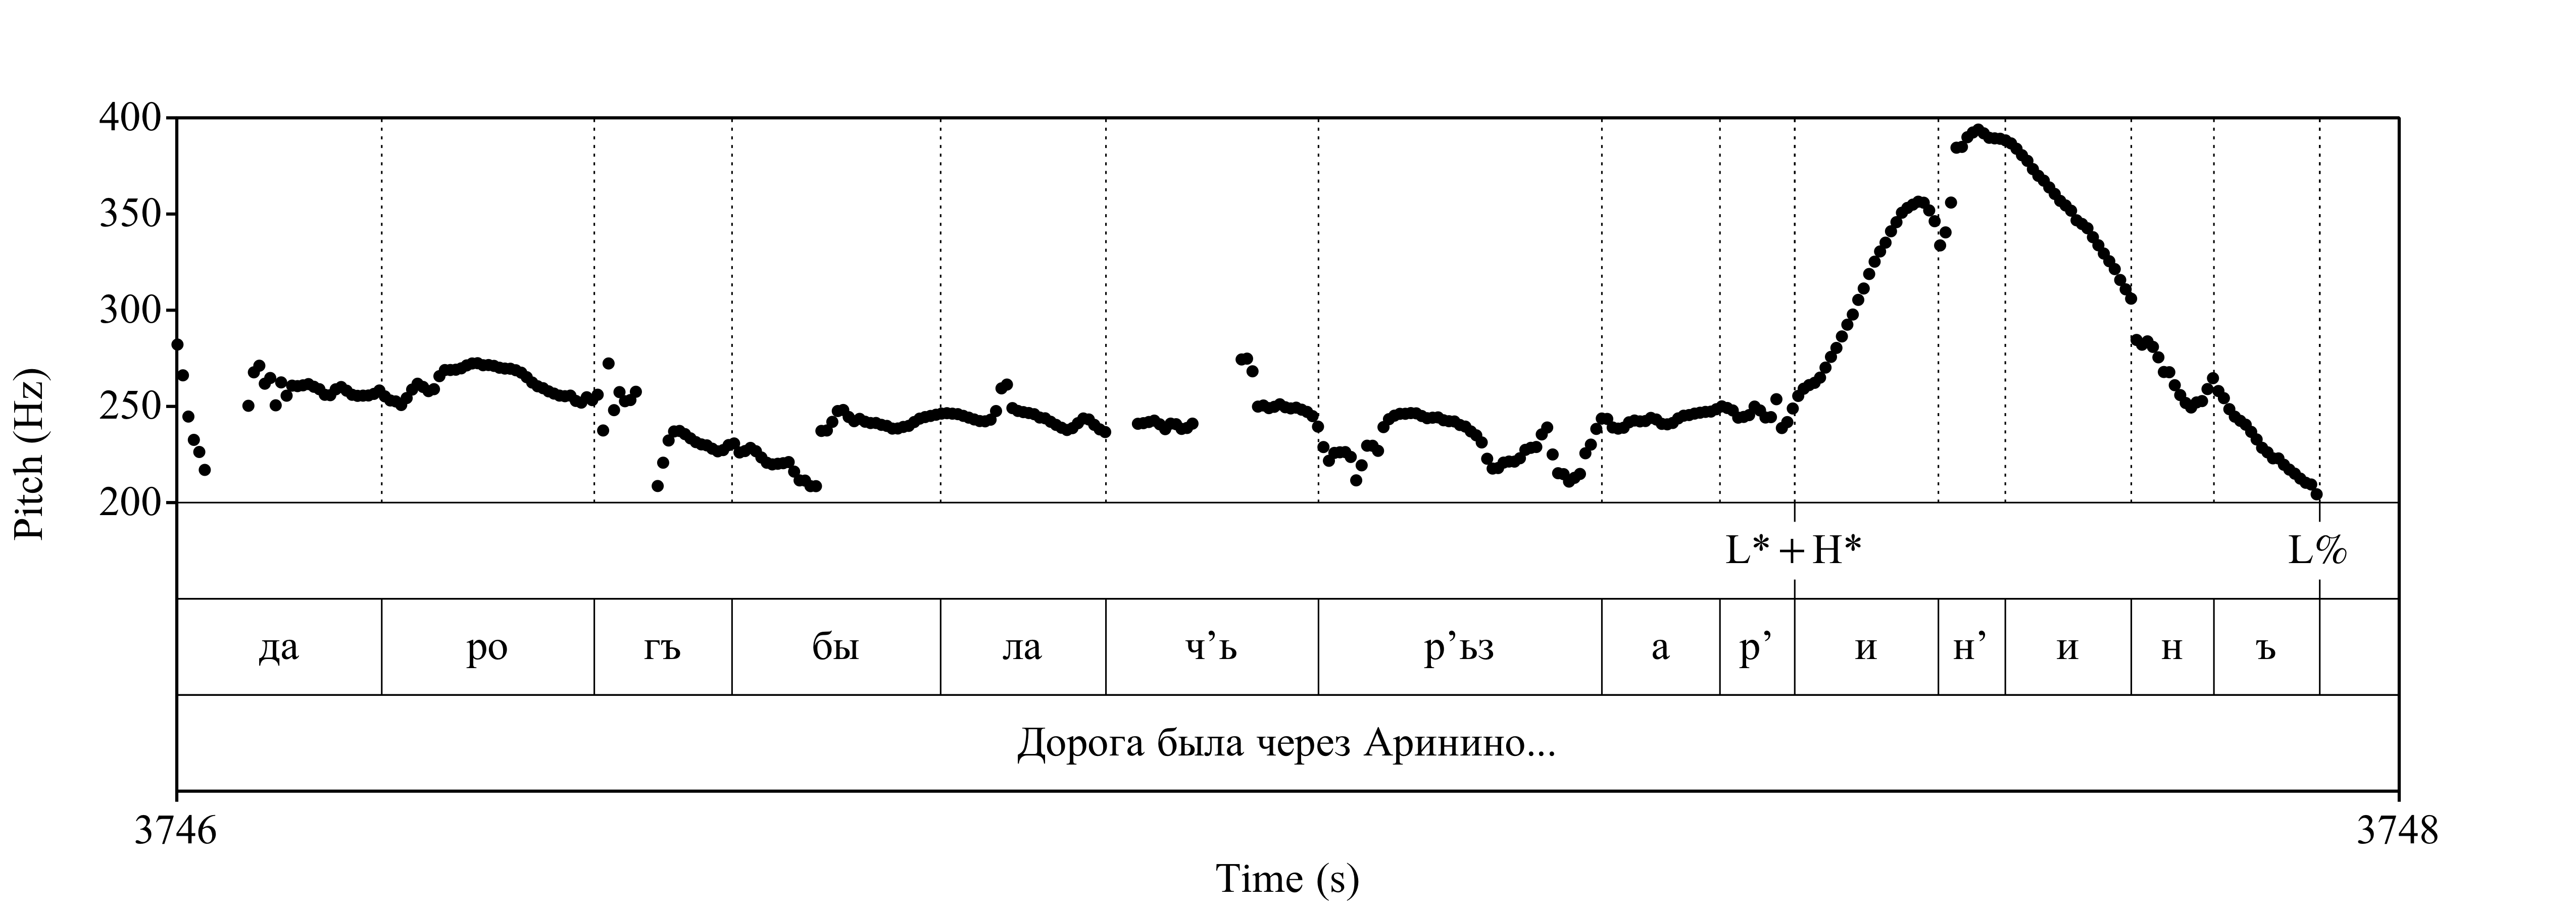 400
350
300
250
200
Pitch (Hz)
L* + H* L%
да ро гъ бы ла ч’ь р’ьз а р’ и н’ и н ъ
Дорога была через Аринино...
3746 3748
Time (s)